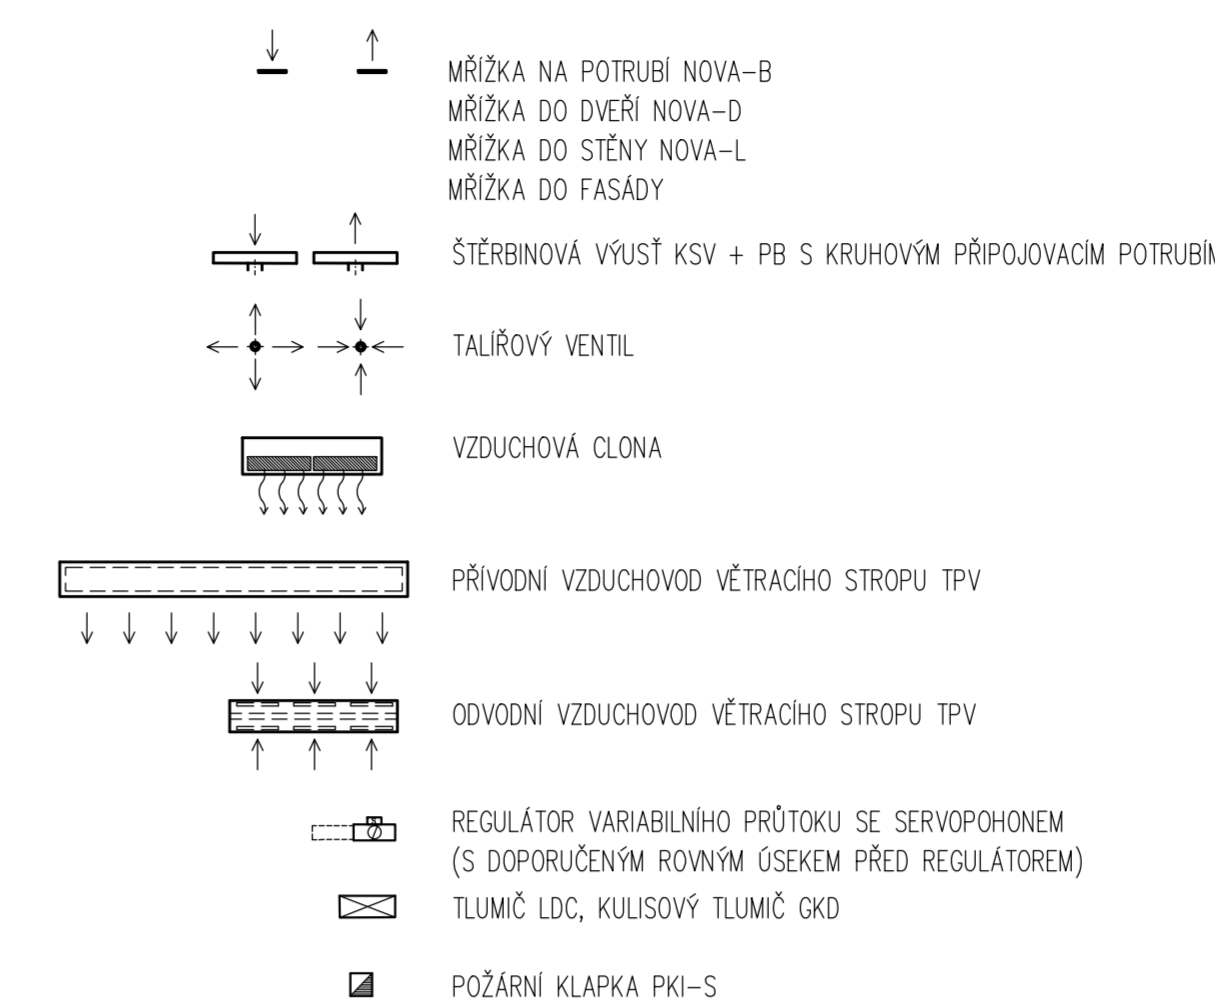 MŘÍŽKA NA POTRUBÍ NOVA-B
MŘÍŽKA DO DVEŘÍ NOVA-D
MŘÍŽKA DO STĚNY NOVA-L
MŘÍŽKA DO FASÁDY
ŠTĚRBINOVÁ VÝUSŤ KSV + PB S KRUHOVÝM PŘIPOJOVACÍM
TALÍŘOVÝ VENTIL
VZDUCHOVÁ CLONA
PŘÍVODNÍ VZDUCHOVOD VĚTRACÍHO STROPU TPV
ODVODNÍ VZDUCHOVOD VĚTRACÍHO STROPU TPV
REGULÁTOR VARIABILNÍHO PRŮTOKU SE SERVOPOHONEM
(S DOPORUČENÝM ROVNÝM ÚSEKEM PŘED REGULÁTOREM)
TLUMIČ LDC, KULISOVÝ TLUMIČ GKD
POŽÁRNÍ KLAPKA PKI-S